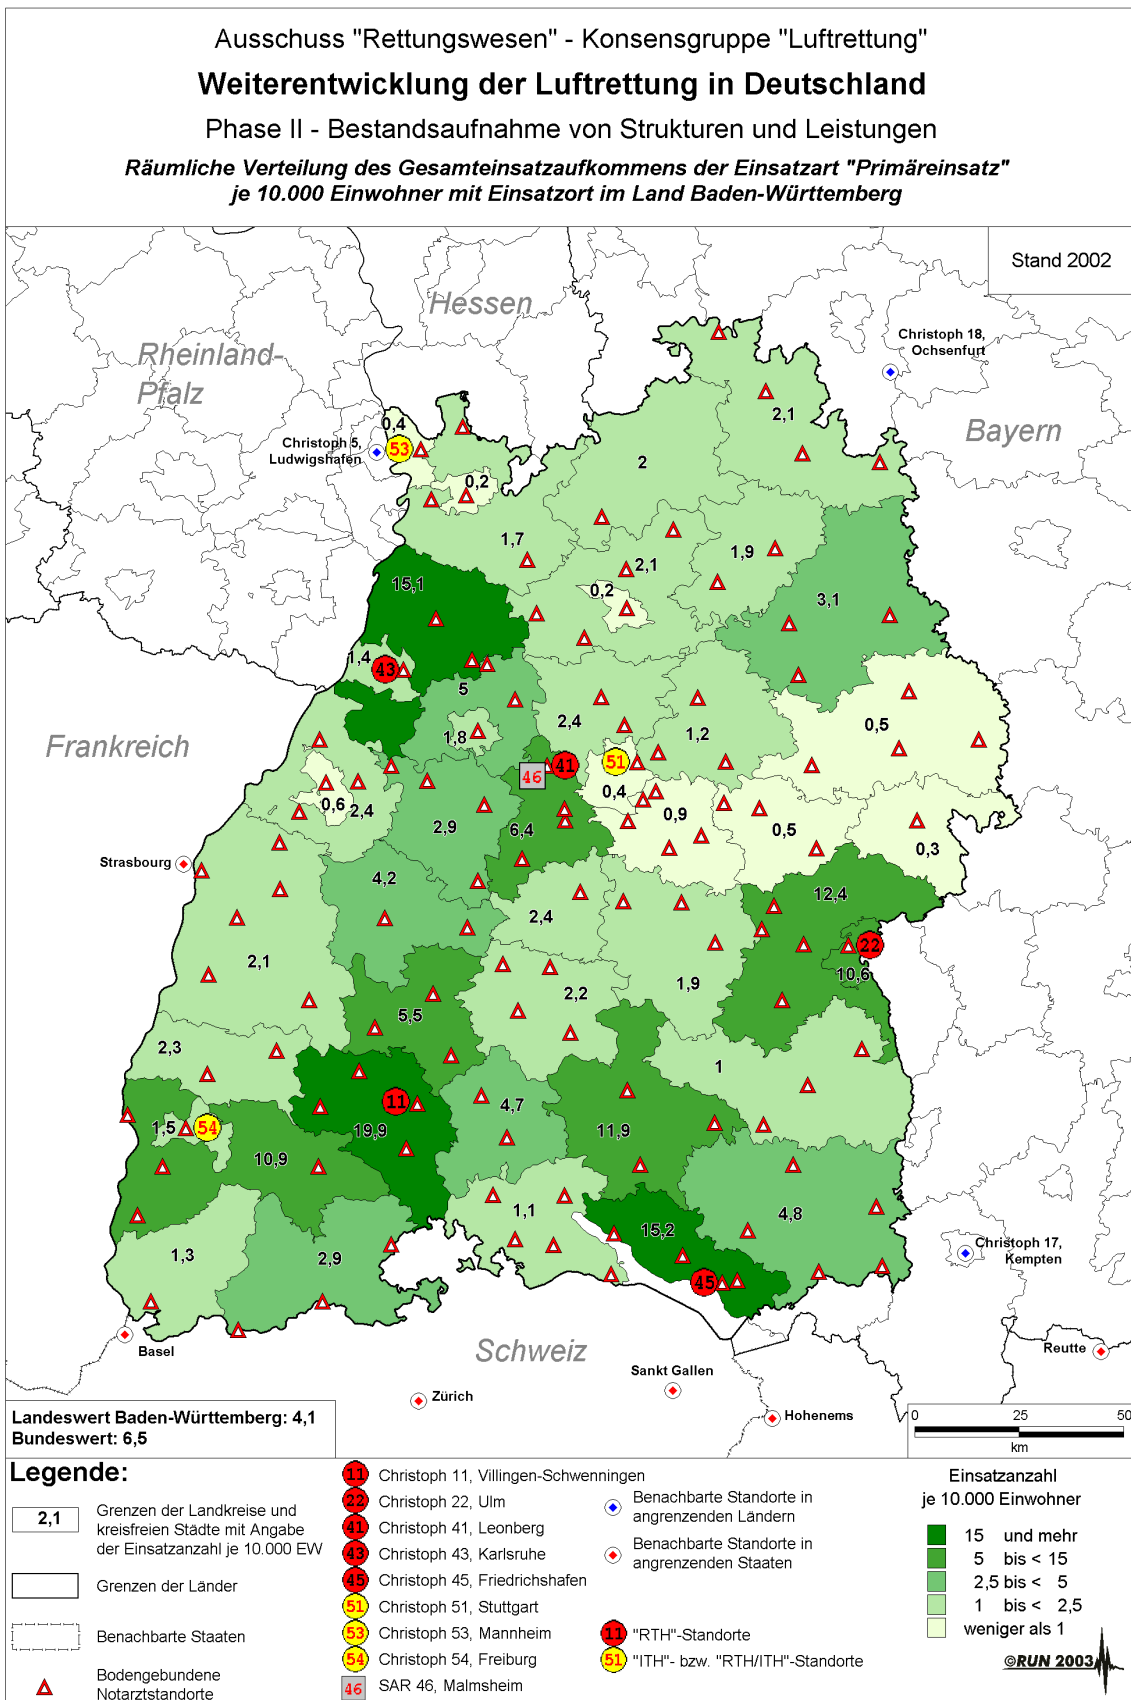 Ausschuss "Rettungswesen" - Konsensgruppe "Luftrettung"
Weiterentwicklung der Luftrettung in Deutschland
Phase II - Bestandsaufnahme von Strukturen und Leistungen
Räumliche Verteilung des Gesamteinsatzaufkommens der Einsatzart "Primäreinsatz"
je 10.000 Einwohner mit Einsatzort im Land Baden-Württemberg
Stand 2002
Hessen
Rheinland-
Pfalz
Christoph 18,
Ochsenfurt
Bayern
Christoph 5,
Ludwigshafen
0,4
53
2,1
2
0,2
1,7
1,9
2,1
0,2
15,1
3,1
1,4
43
5
2,4
1,8
1,2
0,5
Frankreich
46
41
51
0,4
0,6
2,4
2,9
6,4
0,9
0,5
0,3
Strasbourg
4,2
12,4
2,4
22
10,6
2,1
2,2
1,9
5,5
2,3
1
11
4,7
1,5
54
19,9
11,9
10,9
1,1
15,2
4,8
1,3
2,9
45
Christoph 17,
Kempten
Basel
Schweiz
Reutte
Sankt Gallen
Zürich
Hohenems
Landeswert Baden-Württemberg: 4,1
Bundeswert: 6,5
0 25 50
km
Legende:
2,1
Grenzen der Landkreise und
kreisfreien Städte mit Angabe
der Einsatzanzahl je 10.000 EW
Grenzen der Länder
Benachbarte Staaten
Bodengebundene
Notarztstandorte
11 Christoph 11, Villingen-Schwenningen
22 Christoph 22, Ulm
41 Christoph 41, Leonberg
43 Christoph 43, Karlsruhe
45 Christoph 45, Friedrichshafen
51 Christoph 51, Stuttgart
53 Christoph 53, Mannheim
54 Christoph 54, Freiburg
46 SAR 46, Malmsheim
Benachbarte Standorte in
angrenzenden Ländern
Benachbarte Standorte in
angrenzenden Staaten
11 "RTH"-Standorte
51 "ITH"- bzw. "RTH/ITH"-Standorte
Einsatzanzahl
je 10.000 Einwohner
15 und mehr
5 bis < 15
2,5 bis < 5
1 bis < 2,5
weniger als 1
©RUN 2003